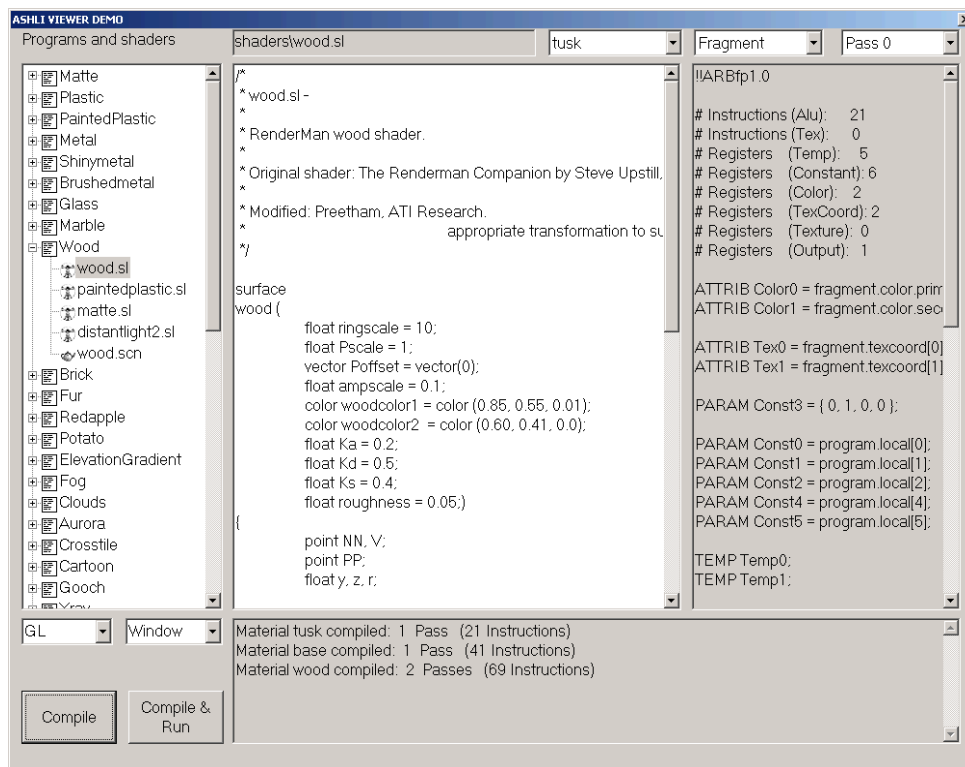 ASHLI VIEWER DEMO
Programs and shaders
shaders\wood.sl
tusk
Fragment
Pass 0
Matte
Plastic
PaintedPlastic
Metal
Shinymetal
Brushedmetal
Glass
Marble
Wood
wood.sl
paintedplastic.sl
matte.sl
distantlight2.sl
wood.scn
Brick
Fur
Redapple
Potato
ElevationGradient
Fog
Clouds
Aurora
Crosstile
Cartoon
Gooch
Xray
/*
* wood.sl -
*
* RenderMan wood shader.
*
* Original shader: The Renderman Companion by Steve Upstill,
*
* Modified: Preetham, ATI Research.
* appropriate transformation to su
*/
surface
wood (
float ringscale = 10;
float Pscale = 1;
vector Poffset = vector(0);
float ampscale = 0.1;
color woodcolor1 = color (0.85, 0.55, 0.01);
color woodcolor2 = color (0.60, 0.41, 0.0);
float Ka = 0.2;
float Kd = 0.5;
float Ks = 0.4;
float roughness = 0.05;)
{
point NN, V;
point PP;
float y, z, r;
!!ARBfp1.0
# Instructions (Alu): 21
# Instructions (Tex): 0
# Registers (Temp): 5
# Registers (Constant): 6
# Registers (Color): 2
# Registers (TexCoord): 2
# Registers (Texture): 0
# Registers (Output): 1
ATTRIB Color0 = fragment.color.prim
ATTRIB Color1 = fragment.color.seco
ATTRIB Tex0 = fragment.texcoord[0]
ATTRIB Tex1 = fragment.texcoord[1]
PARAM Const3 = { 0, 1, 0, 0 };
PARAM Const0 = program.local[0];
PARAM Const1 = program.local[1];
PARAM Const2 = program.local[2];
PARAM Const4 = program.local[4];
PARAM Const5 = program.local[5];
TEMP Temp0;
TEMP Temp1;
GL
Window
Compile
Compile &
Run
Material tusk compiled: 1 Pass (21 Instructions)
Material base compiled: 1 Pass (41 Instructions)
Material wood compiled: 2 Passes (69 Instructions)